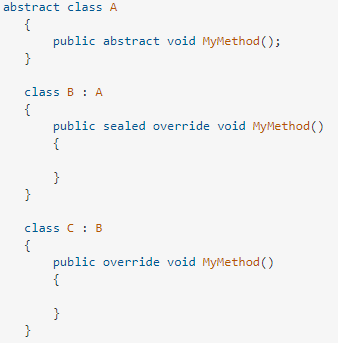 abstract class A
{
public abstract void MyMethod();
}
class B : A
{
public sealed override void MyMethod()
{
}
}
class C : B
{
public override void MyMethod()
{
}
}